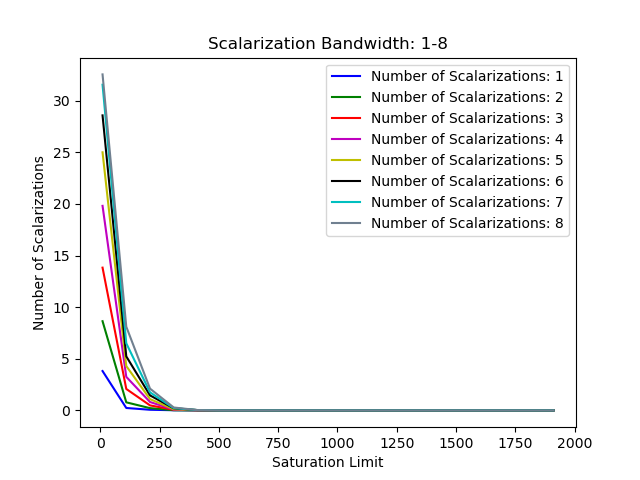 Scalarization Bandwidth: 1-8
Number of Scalarizations
30
25
20
15
10
5
0
Number of Scalarizations: 1
Number of Scalarizations: 2
Number of Scalarizations: 3
Number of Scalarizations: 4
Number of Scalarizations: 5
Number of Scalarizations: 6
Number of Scalarizations: 7
Number of Scalarizations: 8
0 250 500 750 1000 1250 1500 1750 2000
Saturation Limit